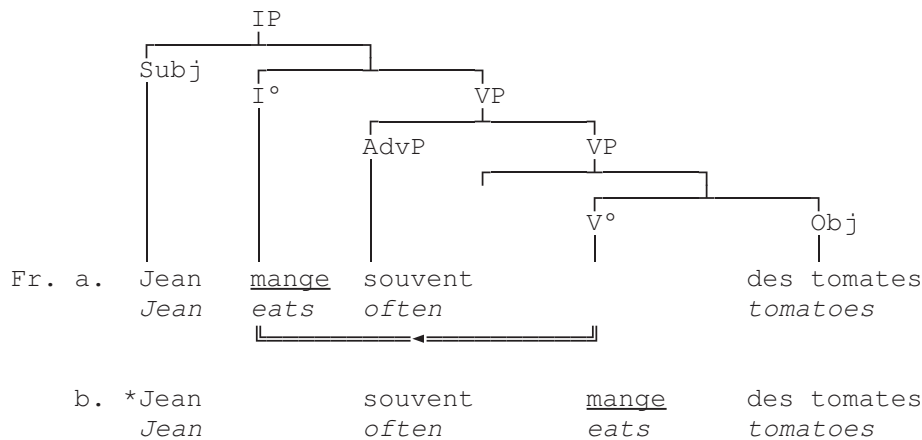 IP
Subj
I° VP
AdvP VP
V° Obj
Fr. a. Jean mange souvent des tomates
Jean eats often tomatoes
b. *Jean souvent mange des tomates
Jean often eats tomatoes